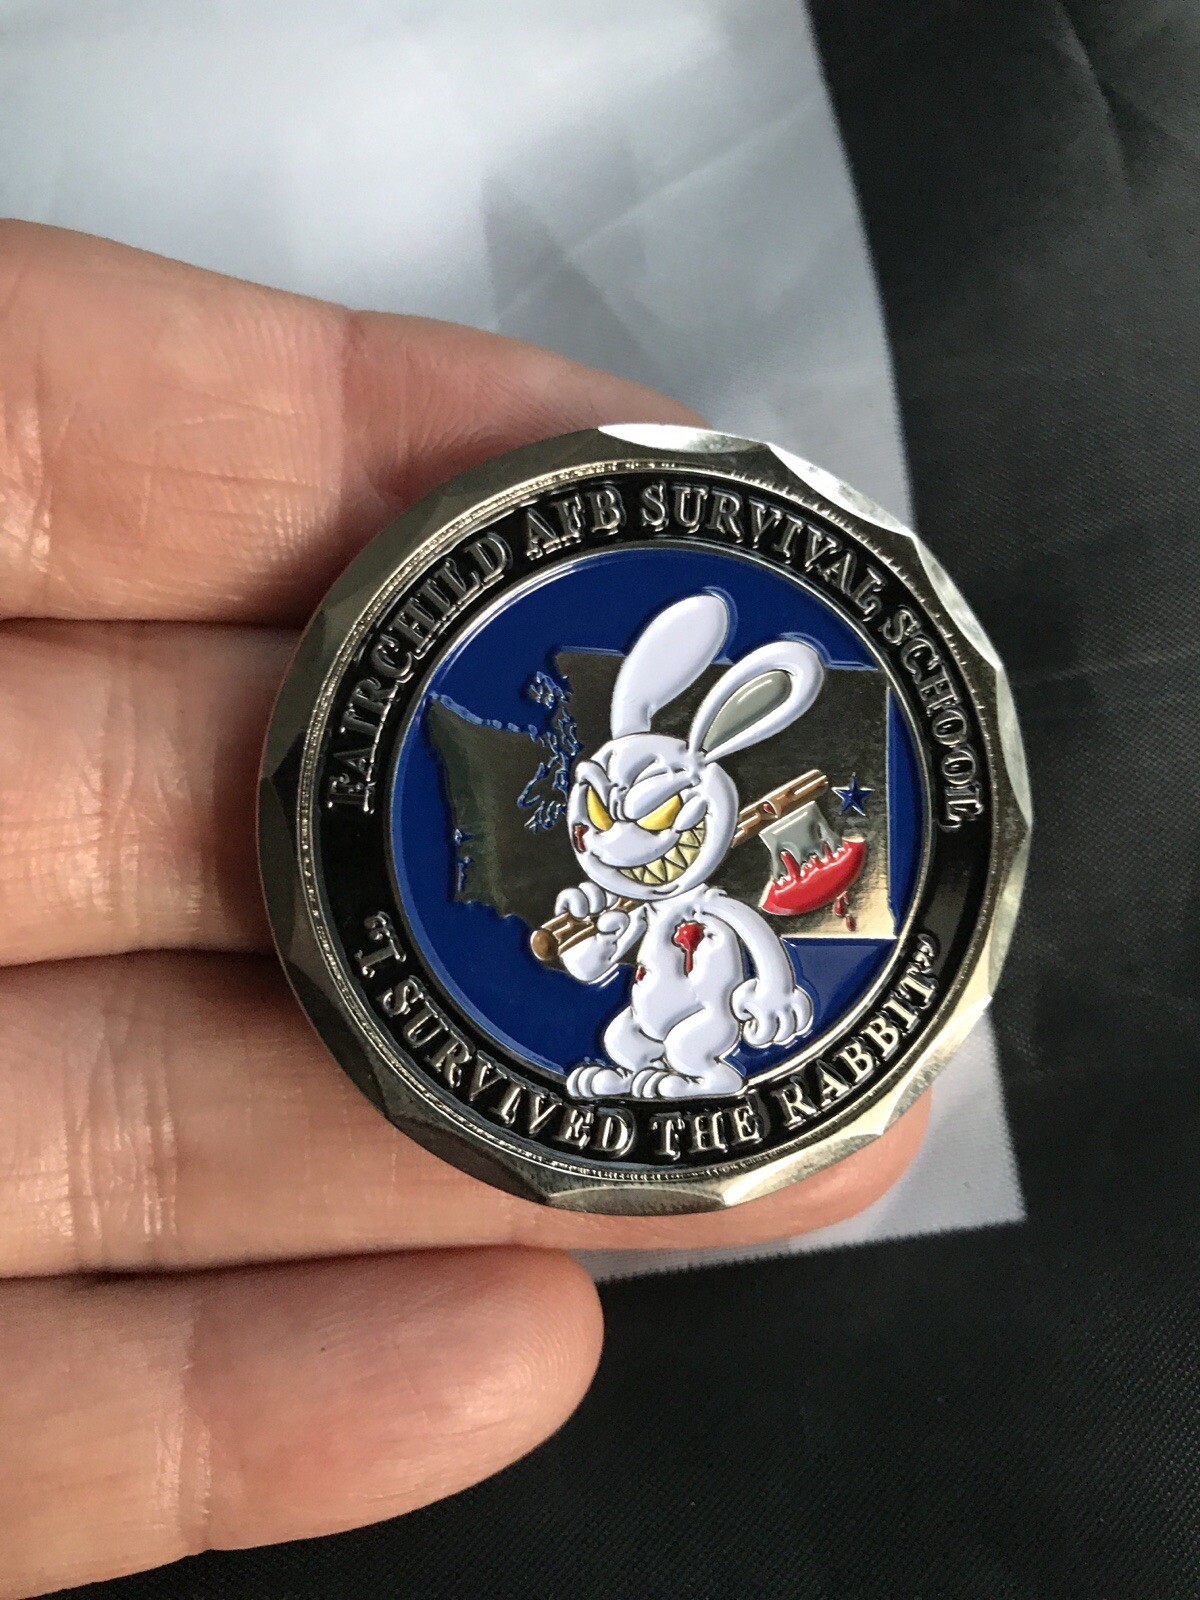 FAIRCHILD AFB SURVIVAL SCHOOL
"I SURVIVED THE RABBIT"